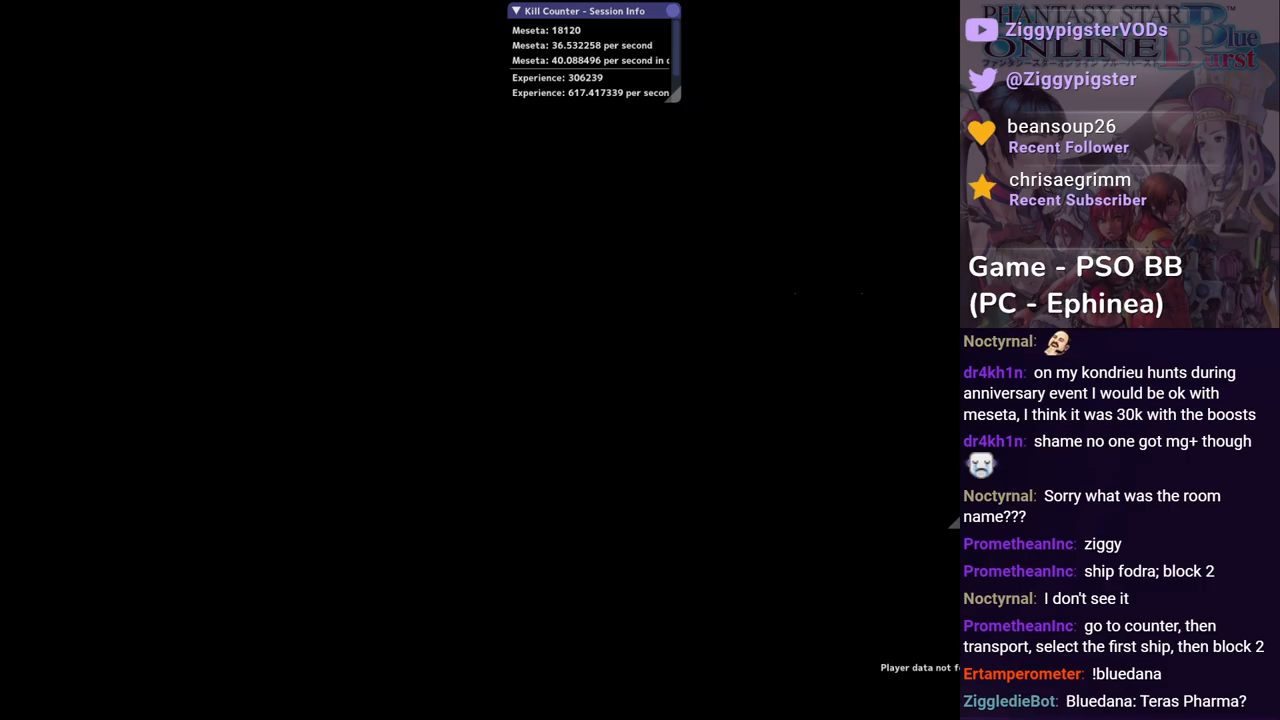 Kill Counter - Session Info
Meseta: 18120
Meseta: 36.532258 per second
Meseta: 40.088496 per second in
Experience: 306239
Experience: 617.417339 per secon
Player data not f
PHANTASY STAR
ONLINE Blue Burst
ZiggypigsterVODs
@Ziggypigster
beansoup26
Recent Follower
chrisaegrimm
Recent Subscriber
Game - PSO BB
(PC - Ephinea)
Noctyrnal:
dr4kh1n: on my kondrieu hunts during
anniversary event I would be ok with
meseta, I think it was 30k with the boosts
dr4kh1n: shame no one got mg+ though
Noctyrnal: Sorry what was the room
name???
PrometheanInc: ziggy
PrometheanInc: ship fodra; block 2
Noctyrnal: I don't see it
PrometheanInc: go to counter, then
transport, select the first ship, then block 2
Ertamperometer: !bluedana
ZiggledieBot: Bluedana: Teras Pharma?